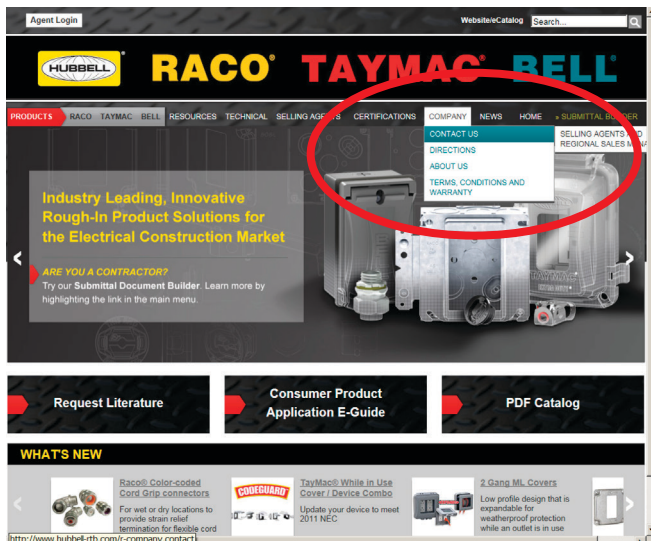 Agent Login
Website/eCatalog Search...
HUBBELL RACO® TAYMAC® BELL®
PRODUCTS RACO TAYMAC BELL RESOURCES TECHNICAL SELLING AGENTS CERTIFICATIONS COMPANY NEWS HOME » SUBMITTAL BUILDER
CONTACT US
DIRECTIONS
ABOUT US
TERMS, CONDITIONS AND
WARRANTY
SELLING AGENTS AND
REGIONAL SALES MANA
Industry Leading, Innovative
Rough-In Product Solutions for
the Electrical Construction Market
ARE YOU A CONTRACTOR?
Try our Submittal Document Builder. Learn more by
highlighting the link in the main menu.
TAYMAC
Request Literature
Consumer Product
Application E-Guide
PDF Catalog
WHAT'S NEW
Raco® Color-coded
Cord Grip connectors
For wet or dry locations to
provide strain relief
termination for flexible cord
CODEGUARD
TayMac® While in Use
Cover / Device Combo
Update your device to meet
2011 NEC
2 Gang ML Covers
Low profile design that is
expandable for
weatherproof protection
while an outlet is in use
http://www.hubbell-rtb.com/r-company.contact